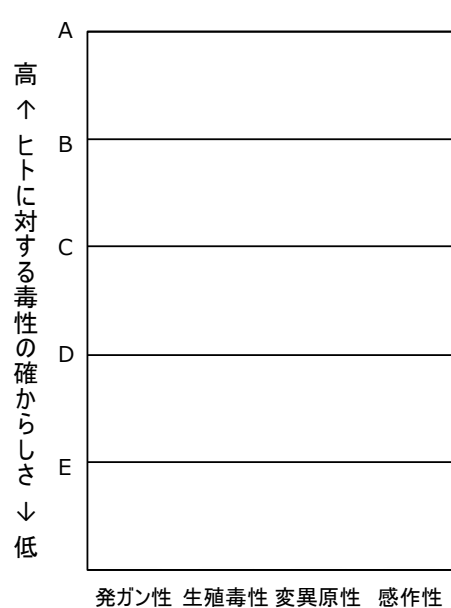 A
B
C
D
E
高 ↑ ヒトに対する毒性の確からしさ ↓ 低
発ガン性 生殖毒性 変異原性 感作性